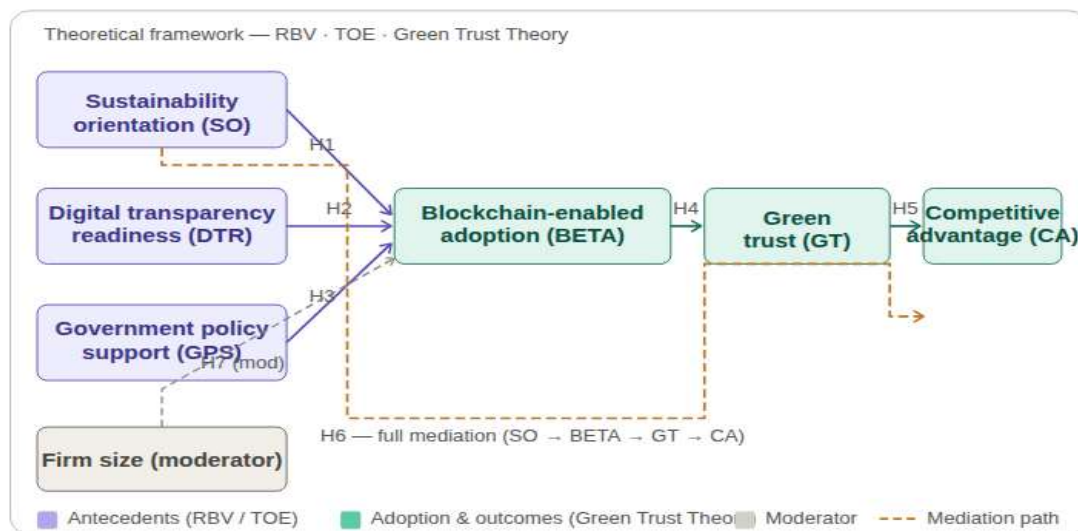 Theoretical framework — RBV · TOE · Green Trust Theory
Sustainability
orientation (SO)
H1
Digital transparency
readiness (DTR)
H2
Blockchain-enabled
adoption (BETA)
H4
Green
trust (GT)
H5
Competitive
advantage (CA)
H3
Government policy
support (GPS)
H7 (mod)
H6 — full mediation (SO → BETA → GT → CA)
Firm size (moderator)
Antecedents (RBV / TOE)
Adoption & outcomes (Green Trust Theo
Moderator
Mediation path